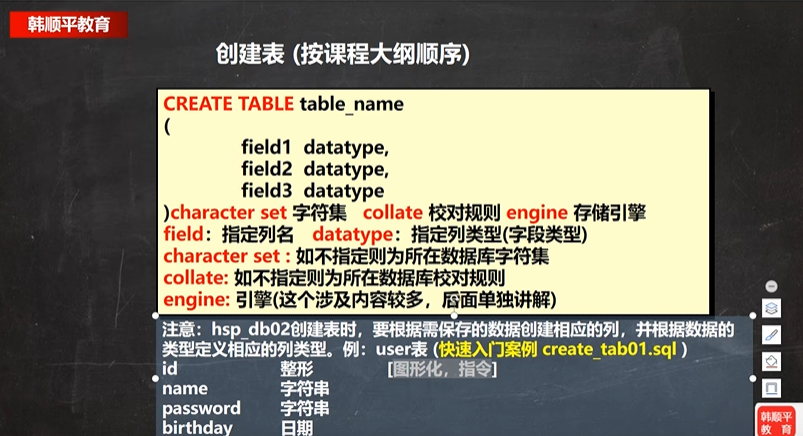 韩顺平教育
创建表 (按课程大纲顺序)
CREATE TABLE table_name
(
field1 datatype,
field2 datatype,
field3 datatype
)character set 字符集 collate 校对规则 engine 存储引擎
field：指定列名 datatype：指定列类型(字段类型)
character set : 如不指定则为所在数据库字符集
collate: 如不指定则为所在数据库校对规则
engine: 引擎(这个涉及内容较多，后面单独讲解)
注意：hsp_db02创建表时，要根据需保存的数据创建相应的列，并根据数据的
类型定义相应的列类型。例：user表 (快速入门案例 create_tab01.sql )
id 整形 [图形化，指令]
name 字符串
password 字符串
birthday 日期
韩顺平
教 育